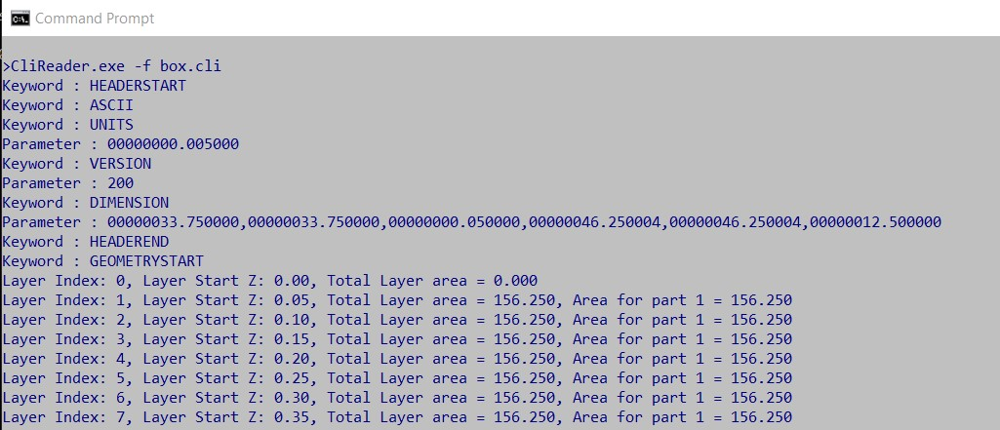 Command Prompt
>CliReader.exe -f box.cli
Keyword : HEADERSTART
Keyword : ASCII
Keyword : UNITS
Parameter : 00000000.005000
Keyword : VERSION
Parameter : 200
Keyword : DIMENSION
Parameter : 00000033.750000,00000033.750000,00000000.050000,00000046.250004,00000046.250004,00000012.500000
Keyword : HEADEREND
Keyword : GEOMETRYSTART
Layer Index: 0, Layer Start Z: 0.00, Total Layer area = 0.000
Layer Index: 1, Layer Start Z: 0.05, Total Layer area = 156.250, Area for part 1 = 156.250
Layer Index: 2, Layer Start Z: 0.10, Total Layer area = 156.250, Area for part 1 = 156.250
Layer Index: 3, Layer Start Z: 0.15, Total Layer area = 156.250, Area for part 1 = 156.250
Layer Index: 4, Layer Start Z: 0.20, Total Layer area = 156.250, Area for part 1 = 156.250
Layer Index: 5, Layer Start Z: 0.25, Total Layer area = 156.250, Area for part 1 = 156.250
Layer Index: 6, Layer Start Z: 0.30, Total Layer area = 156.250, Area for part 1 = 156.250
Layer Index: 7, Layer Start Z: 0.35, Total Layer area = 156.250, Area for part 1 = 156.250